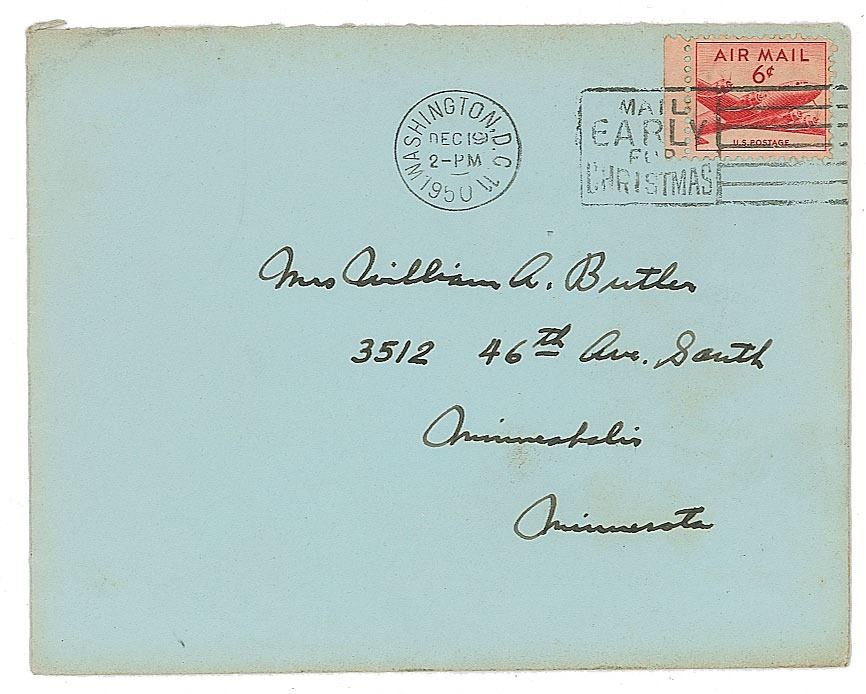 AIR MAIL
6¢
U.S. POSTAGE
WASHINGTON, D.C. 11
DEC 19
2-PM
1950
MAIL
EARLY
FOR
CHRISTMAS
Mrs William A. Butler
3512 46th Ave. South
Minneapolis
Minnesota